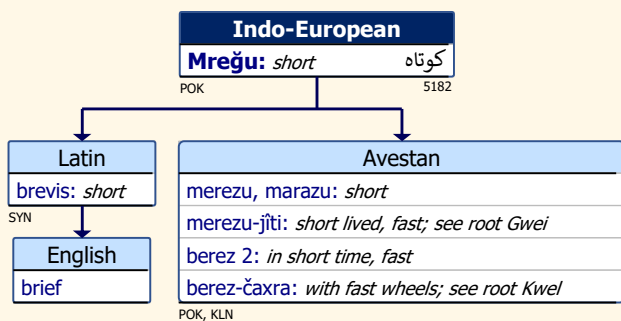 Indo-European
Mreğu: short کوتاه
POK 5182
Latin
brevis: short
SYN
English
brief
Avestan
merezu, marazu: short
merezu-jîti: short lived, fast; see root Gwei
berez 2: in short time, fast
berez-čaxra: with fast wheels; see root Kwel
POK, KLN